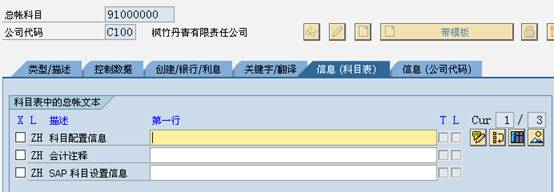 总帐科目 91000000
公司代码 C100 枫竹丹青有限责任公司 带模板
类型/描述 控制数据 创建/银行/利息 关键字/翻译 信息(科目表) 信息(公司代码)
科目表中的总帐文本
X L 描述 第一行 T L Cur 1 / 3
ZH 科目配置信息
ZH 会计注释
ZH SAP 科目设置信息